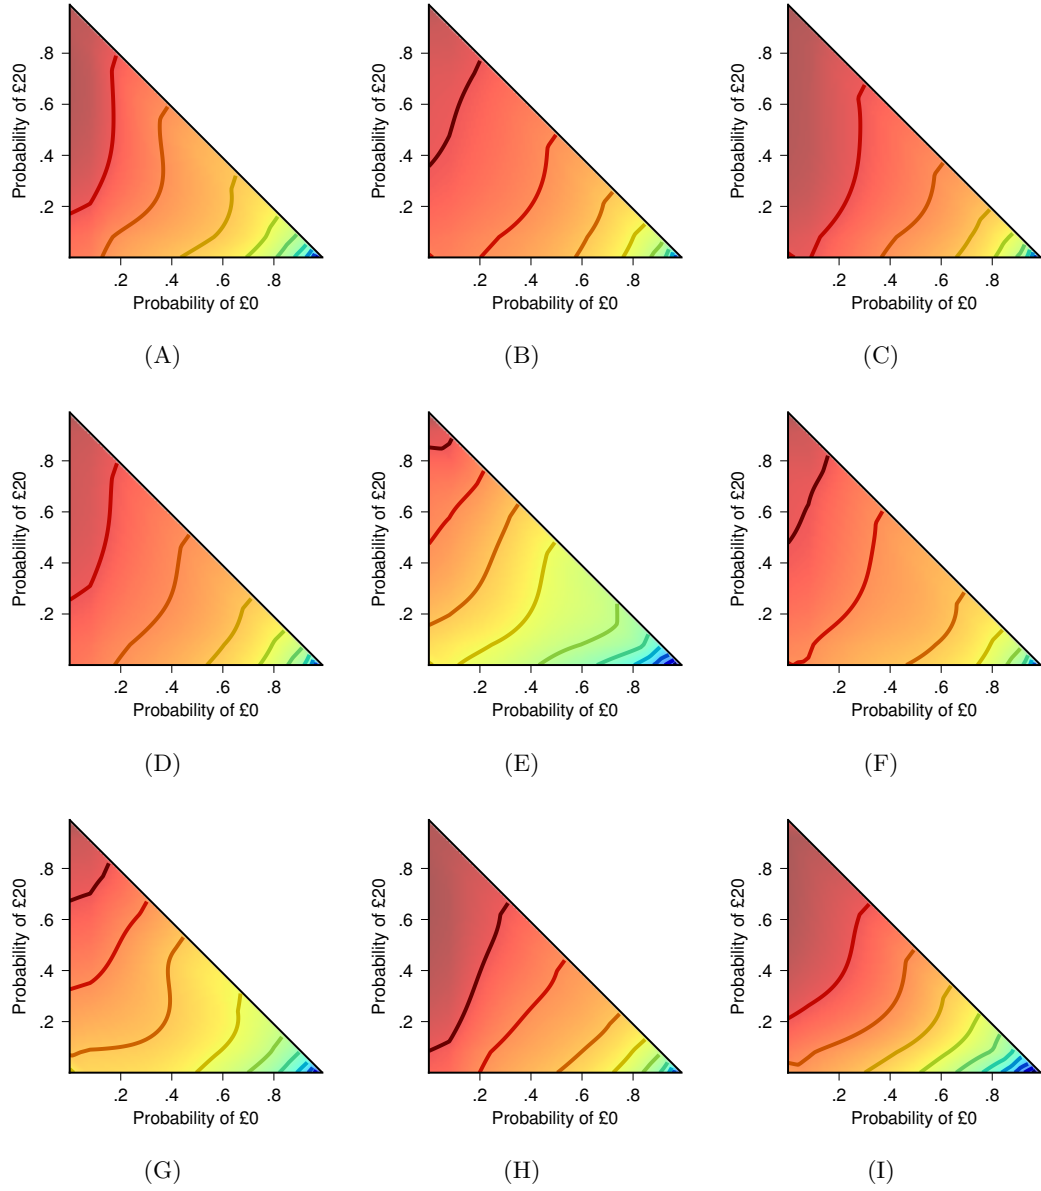 Probability of £20
.8
.6
.4
.2
.2 .4 .6 .8
Probability of £0
(A)
Probability of £20
.8
.6
.4
.2
.2 .4 .6 .8
Probability of £0
(B)
Probability of £20
.8
.6
.4
.2
.2 .4 .6 .8
Probability of £0
(C)
Probability of £20
.8
.6
.4
.2
.2 .4 .6 .8
Probability of £0
(D)
Probability of £20
.8
.6
.4
.2
.2 .4 .6 .8
Probability of £0
(E)
Probability of £20
.8
.6
.4
.2
.2 .4 .6 .8
Probability of £0
(F)
Probability of £20
.8
.6
.4
.2
.2 .4 .6 .8
Probability of £0
(G)
Probability of £20
.8
.6
.4
.2
.2 .4 .6 .8
Probability of £0
(H)
Probability of £20
.8
.6
.4
.2
.2 .4 .6 .8
Probability of £0
(I)